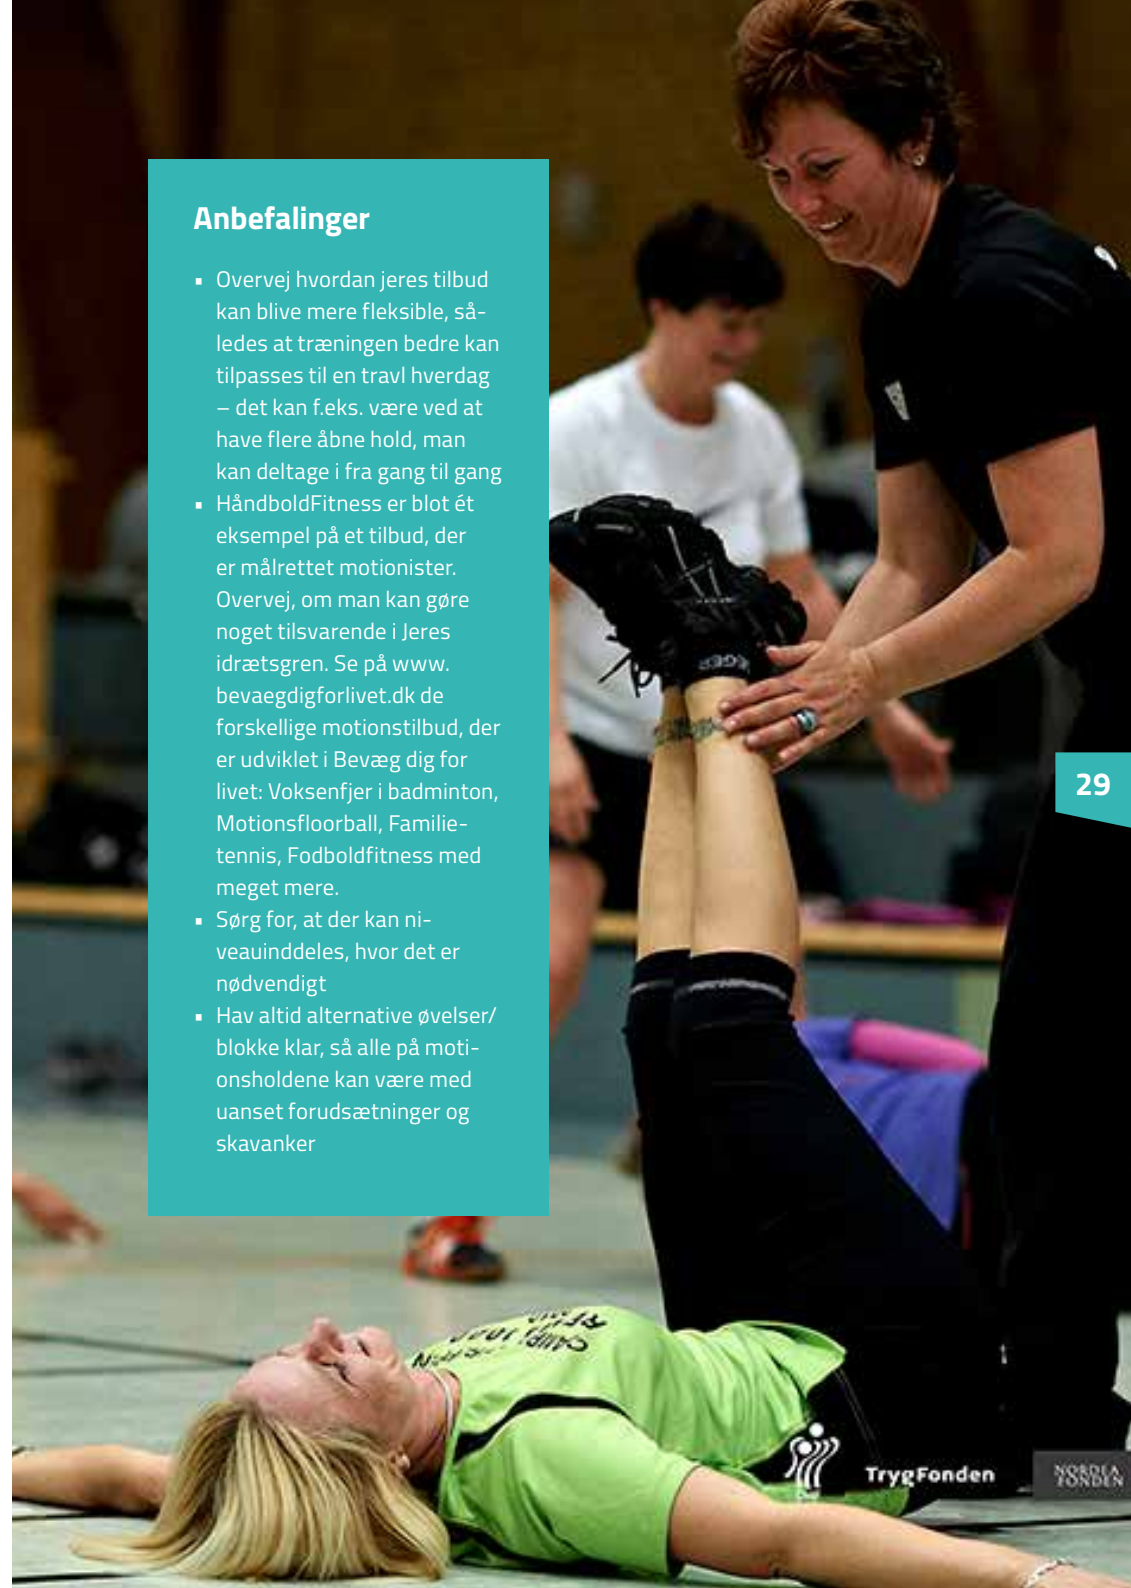 Anbefalinger
▪ Overvej hvordan jeres tilbud
kan blive mere fleksible, så-
ledes at træningen bedre kan
tilpasses til en travl hverdag
– det kan f.eks. være ved at
have flere åbne hold, man
kan deltage i fra gang til gang
▪ HåndboldFitness er blot ét
eksempel på et tilbud, der
er målrettet motionister.
Overvej, om man kan gøre
noget tilsvarende i Jeres
idrætsgren. Se på www.
bevaegdigforlivet.dk de
forskellige motionstilbud, der
er udviklet i Bevæg dig for
livet: Voksenfjer i badminton,
Motionsfloorball, Familie-
tennis, Fodboldfitness med
meget mere.
▪ Sørg for, at der kan ni-
veauinddeles, hvor det er
nødvendigt
▪ Hav altid alternative øvelser/
blokke klar, så alle på moti-
onsholdene kan være med
uanset forudsætninger og
skavanker
29
TrygFonden
NORDEA
FONDEN